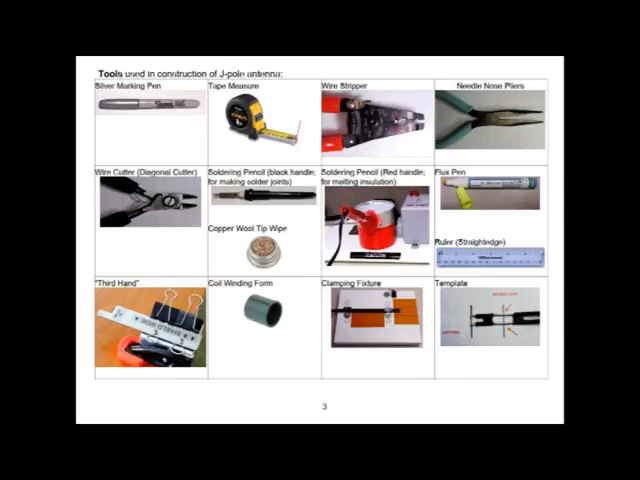 Tools used in construction of J-pole antenna:
Silver Marking Pen
Tape Measure
Wire Stripper
Needle Nose Pliers
Wire Cutter (Diagonal Cutter)
Soldering Pencil (black handle;
for making solder joints)
Soldering Pencil (Red handle;
for melting insulation)
Flux Pen
Copper Wool Tip Wipe
Ruler (Straightedge)
"Third Hand"
Coil Winding Form
Clamping Fixture
Template
SHIELD SIDE
3